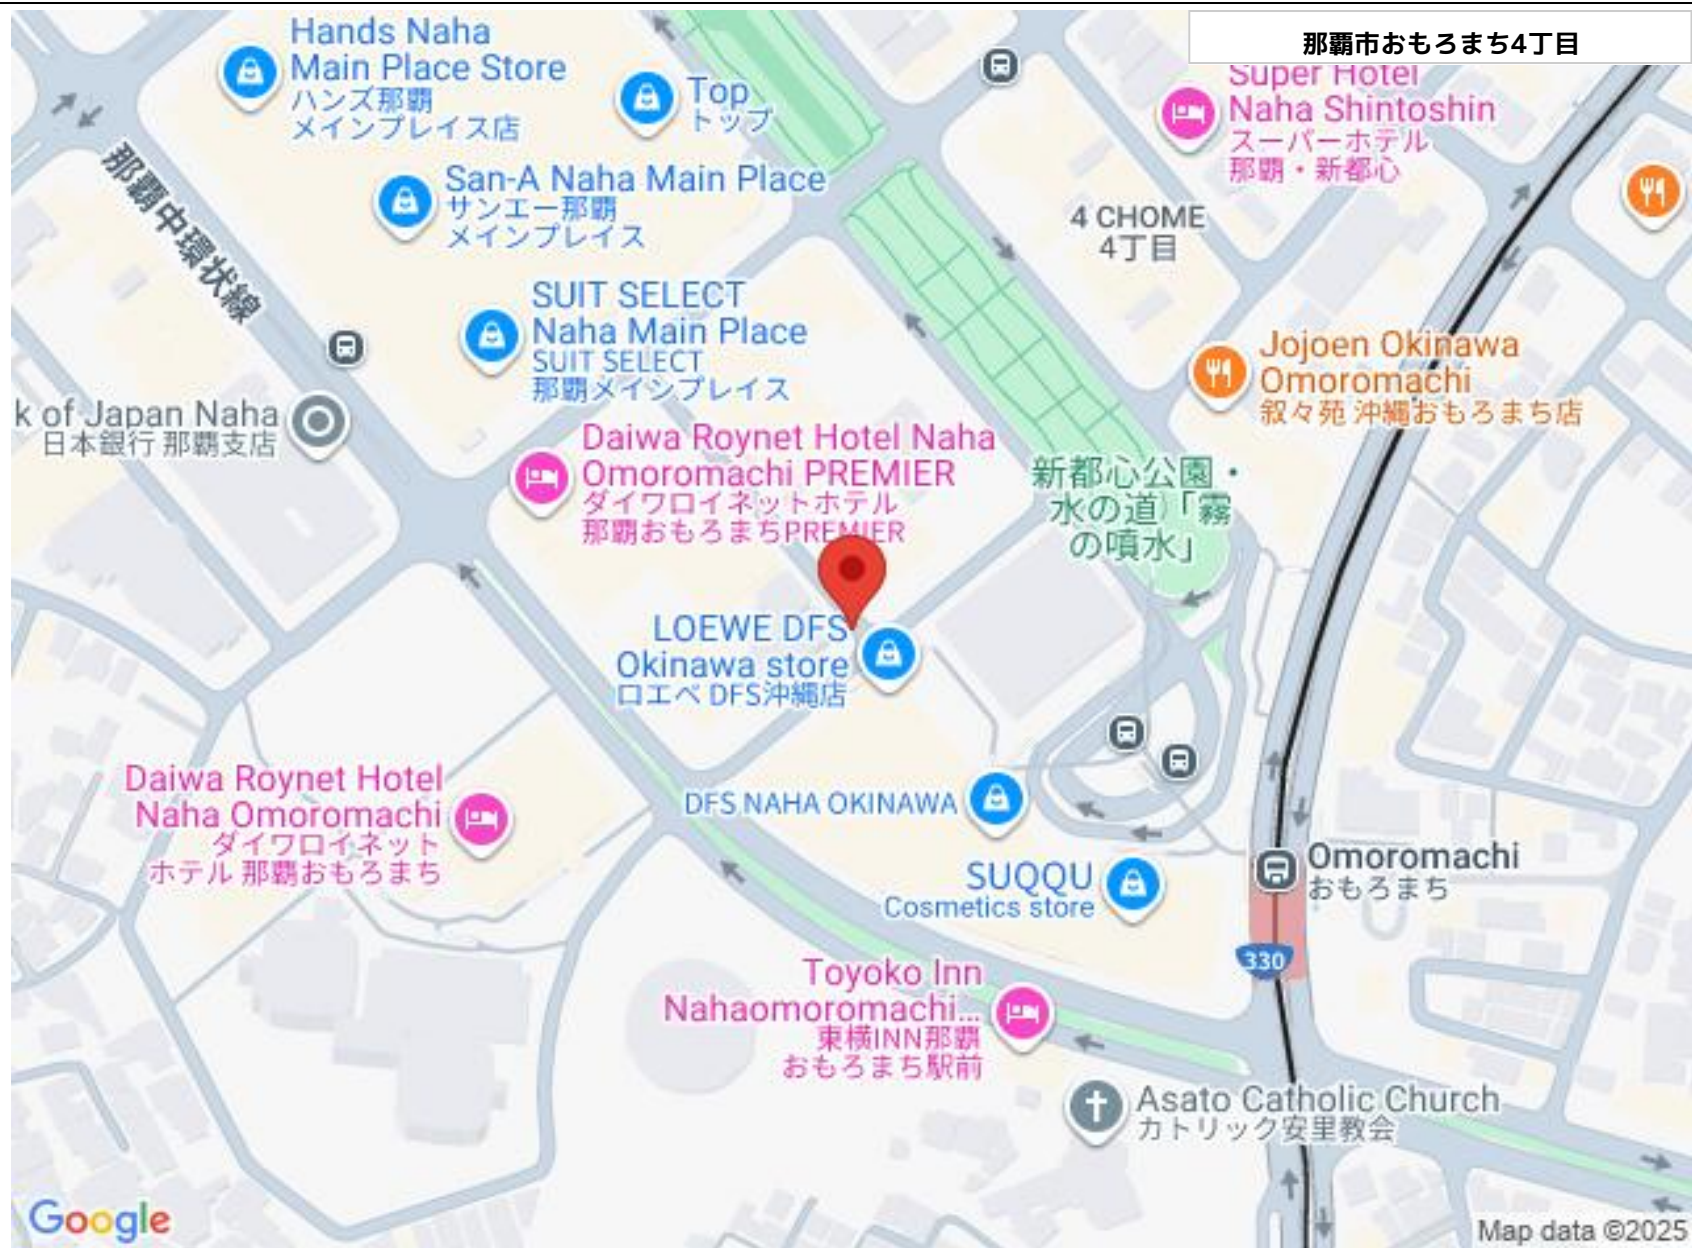 那覇市おもろまち4丁目
Hands Naha
Main Place Store
ハンズ那覇
メインプレイス店
Top
トップ
Super Hotel
Naha Shintoshin
スーパーホテル
那覇・新都心
那覇中環状線
San-A Naha Main Place
サンエー那覇
メインプレイス
4 CHOME
4丁目
SUIT SELECT
Naha Main Place
SUIT SELECT
那覇メインプレイス
Jojoen Okinawa
Omoromachi
叙々苑 沖縄おもろまち店
k of Japan Naha
日本銀行 那覇支店
Daiwa Roynet Hotel Naha
Omoromachi PREMIER
ダイワロイネットホテル
那覇おもろまちPREMIER
新都心公園・
水の道「霧
の噴水」
LOEWE DFS
Okinawa store
ロエベ DFS沖縄店
Daiwa Roynet Hotel
Naha Omoromachi
ダイワロイネット
ホテル 那覇おもろまち
DFS NAHA OKINAWA
SUQQU
Cosmetics store
Omoromachi
おもろまち
330
Toyoko Inn
Nahaomoromachi...
東横INN那覇
おもろまち駅前
Asato Catholic Church
カトリック安里教会
Google
Map data ©2025